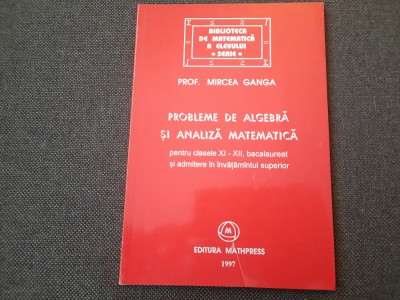 BIBLIOTECA
DE MATEMATICĂ
A ELEVULUI
• SERIE •
PROF. MIRCEA GANGA
PROBLEME DE ALGEBRĂ
ŞI ANALIZĂ MATEMATICĂ
pentru clasele XI - XII, bacalaureat
şi admitere în învăţămîntul superior
EDITURA MATHPRESS
1997